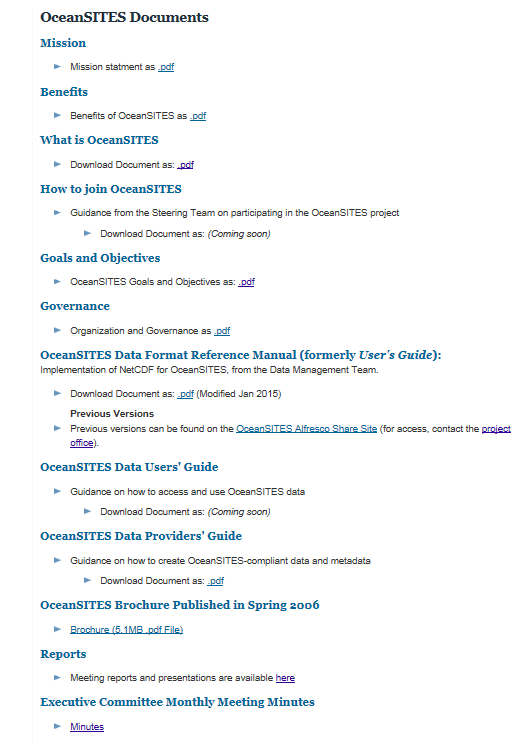 OceanSITES Documents
Mission
Mission statment as .pdf
Benefits
Benefits of OceanSITES as .pdf
What is OceanSITES
Download Document as: .pdf
How to join OceanSITES
Guidance from the Steering Team on participating in the OceanSITES project
Download Document as: (Coming soon)
Goals and Objectives
OceanSITES Goals and Objectives as: .pdf
Governance
Organization and Governance as .pdf
OceanSITES Data Format Reference Manual (formerly User's Guide):
Implementation of NetCDF for OceanSITES, from the Data Management Team.
Download Document as: .pdf (Modified Jan 2015)
Previous Versions
Previous versions can be found on the OceanSITES Alfresco Share Site (for access, contact the project
office).
OceanSITES Data Users' Guide
Guidance on how to access and use OceanSITES data
Download Document as: (Coming soon)
OceanSITES Data Providers' Guide
Guidance on how to create OceanSITES-compliant data and metadata
Download Document as: .pdf
OceanSITES Brochure Published in Spring 2006
Brochure (5.1MB .pdf File)
Reports
Meeting reports and presentations are available here
Executive Committee Monthly Meeting Minutes
Minutes